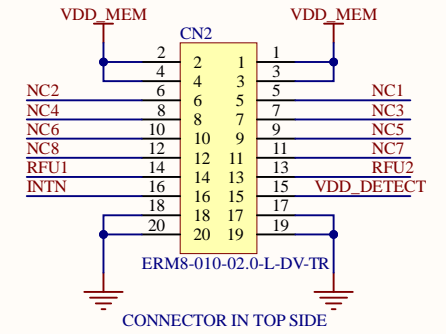 VDD_MEM VDD_MEM
CN2
2 2 1 1
4 4 3 3
NC2 6 6 5 5 NC1
NC4 8 8 7 7 NC3
NC6 10 10 9 9 NC5
NC8 12 12 11 11 NC7
RFU1 14 14 13 13 RFU2
INTN 16 16 15 15 VDD_DETECT
18 18 17 17
20 20 19 19
ERM8-010-02.0-L-DV-TR
CONNECTOR IN TOP SIDE